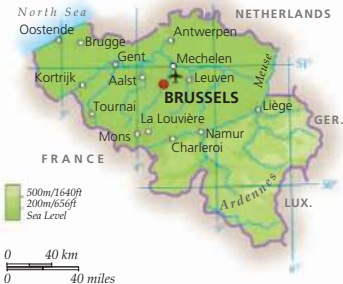 North Sea
NETHERLANDS
Oostende
Brugge
Antwerpen
Gent
Mechelen
51°
Kortrijk
Aalst
Leuven
Meuse
BRUSSELS
Tournai
Liège
La Louvière
GER.
Mons
Namur
Charleroi
FRANCE
Ardennes
50°
LUX.
500m/1640ft
200m/656ft
Sea Level
0 40 km
0 40 miles